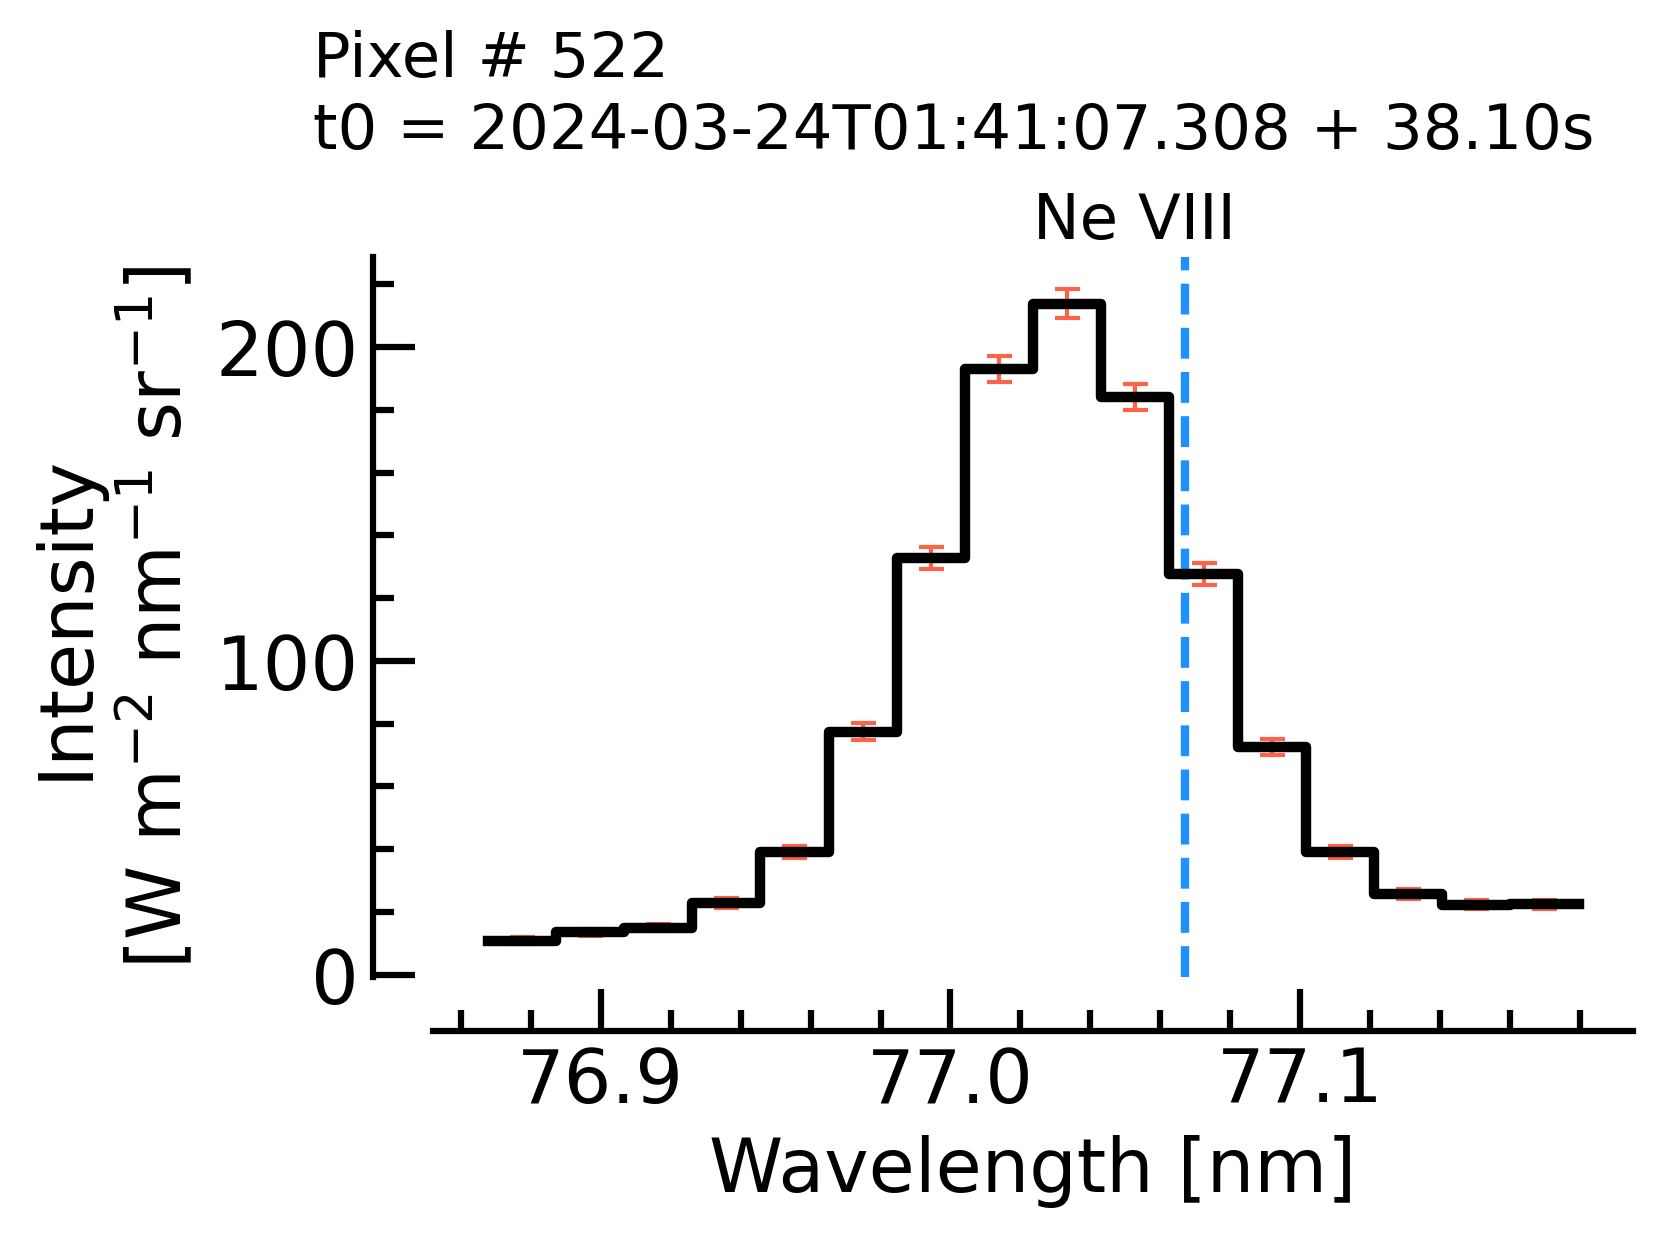 Pixel # 522
t0 = 2024-03-24T01:41:07.308 + 38.10s
Ne VIII
Intensity
[W m⁻² nm⁻¹ sr⁻¹]
200
100
0
76.9 77.0 77.1
Wavelength [nm]